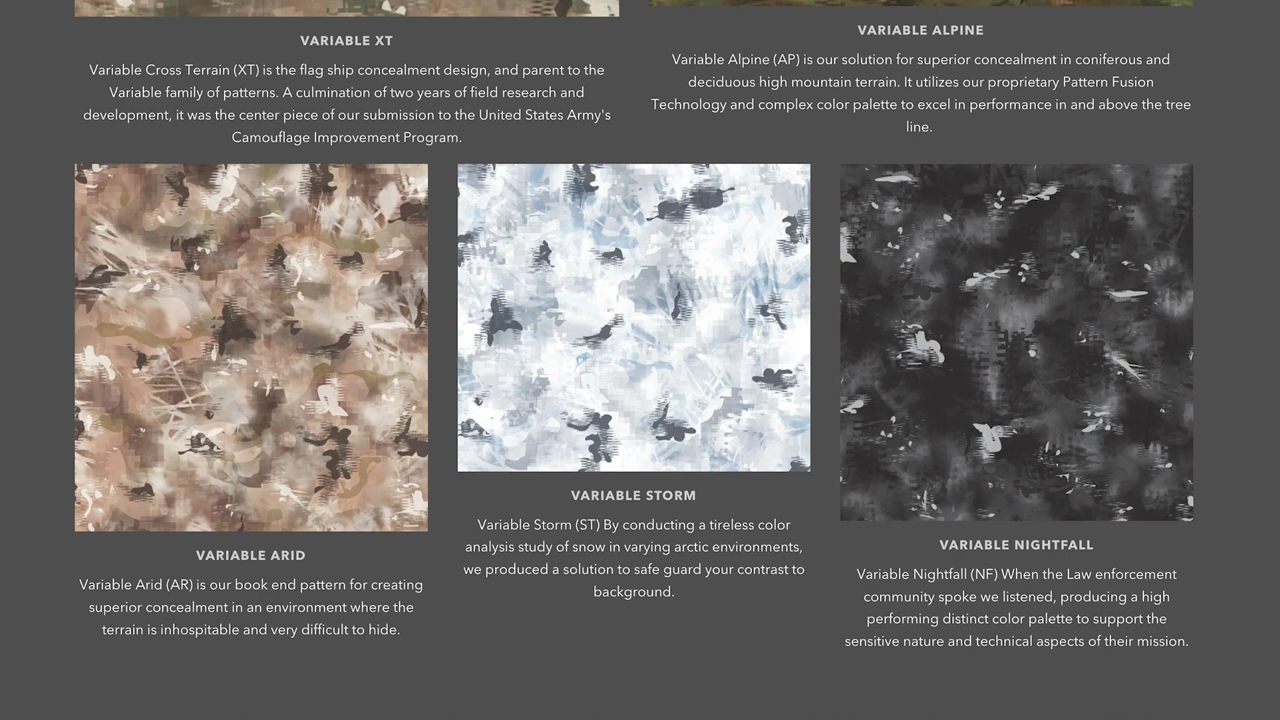 VARIABLE XT
Variable Cross Terrain (XT) is the flag ship concealment design, and parent to the
Variable family of patterns. A culmination of two years of field research and
development, it was the center piece of our submission to the United States Army's
Camouflage Improvement Program.
VARIABLE ALPINE
Variable Alpine (AP) is our solution for superior concealment in coniferous and
deciduous high mountain terrain. It utilizes our proprietary Pattern Fusion
Technology and complex color palette to excel in performance in and above the tree
line.
VARIABLE ARID
Variable Arid (AR) is our book end pattern for creating
superior concealment in an environment where the
terrain is inhospitable and very difficult to hide.
VARIABLE STORM
Variable Storm (ST) By conducting a tireless color
analysis study of snow in varying arctic environments,
we produced a solution to safe guard your contrast to
background.
VARIABLE NIGHTFALL
Variable Nightfall (NF) When the Law enforcement
community spoke we listened, producing a high
performing distinct color palette to support the
sensitive nature and technical aspects of their mission.